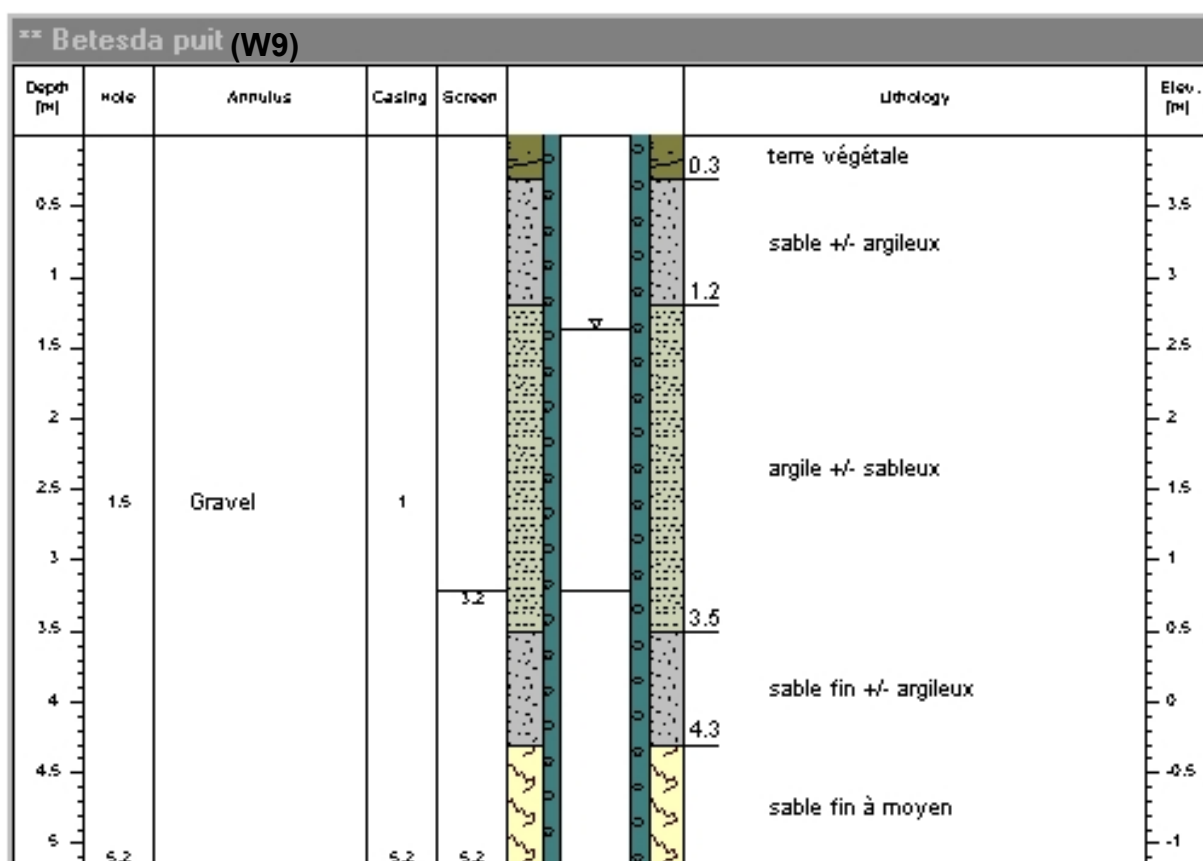 ** Betesda puit (W9)
Depth [m] Hole Annulus Casing Screen Lithology Elev. [m]
terre végétale
0.3
0.5 3.5
sable +/- argileux
1 3
1.2
1.5 2.5
2 2
argile +/- sableux
2.5 1.5
1.5 Gravel 1
3 1
3.2
3.5
3.5 0.5
sable fin +/- argileux
4 0
4.3
4.5 -0.5
sable fin à moyen
5 -1
5.2 5.2 5.2